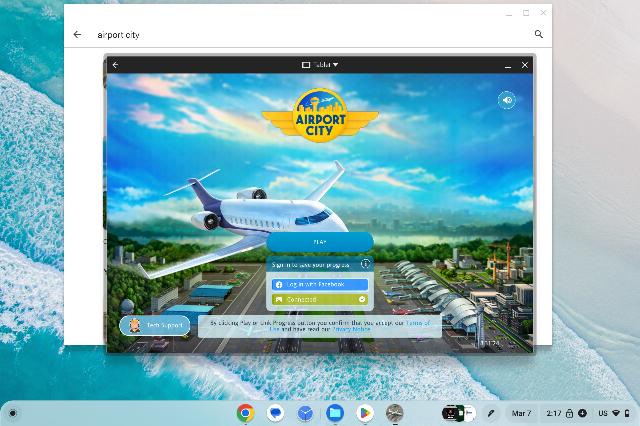 airport city
Tablet
AIRPORT
CITY
PLAY
Sign in to save your progress
Log in with Facebook
Connected
Tech Support
By clicking Play or Link Progress button you confirm that you accept our Terms of
Use and have read our Privacy Notice
Mar 7
2:17
US